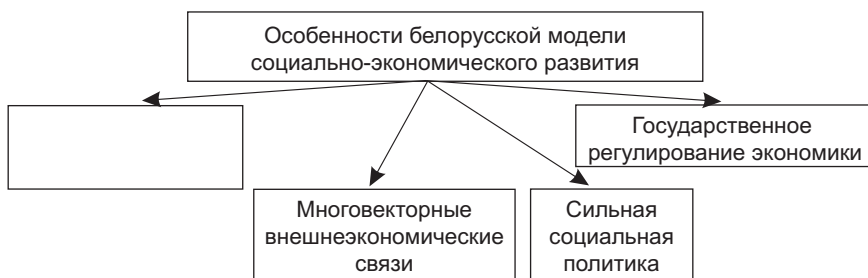 Особенности белорусской модели
социально-экономического развития
Государственное
регулирование экономики
Многовекторные
внешнеэкономические
связи
Сильная
социальная
политика